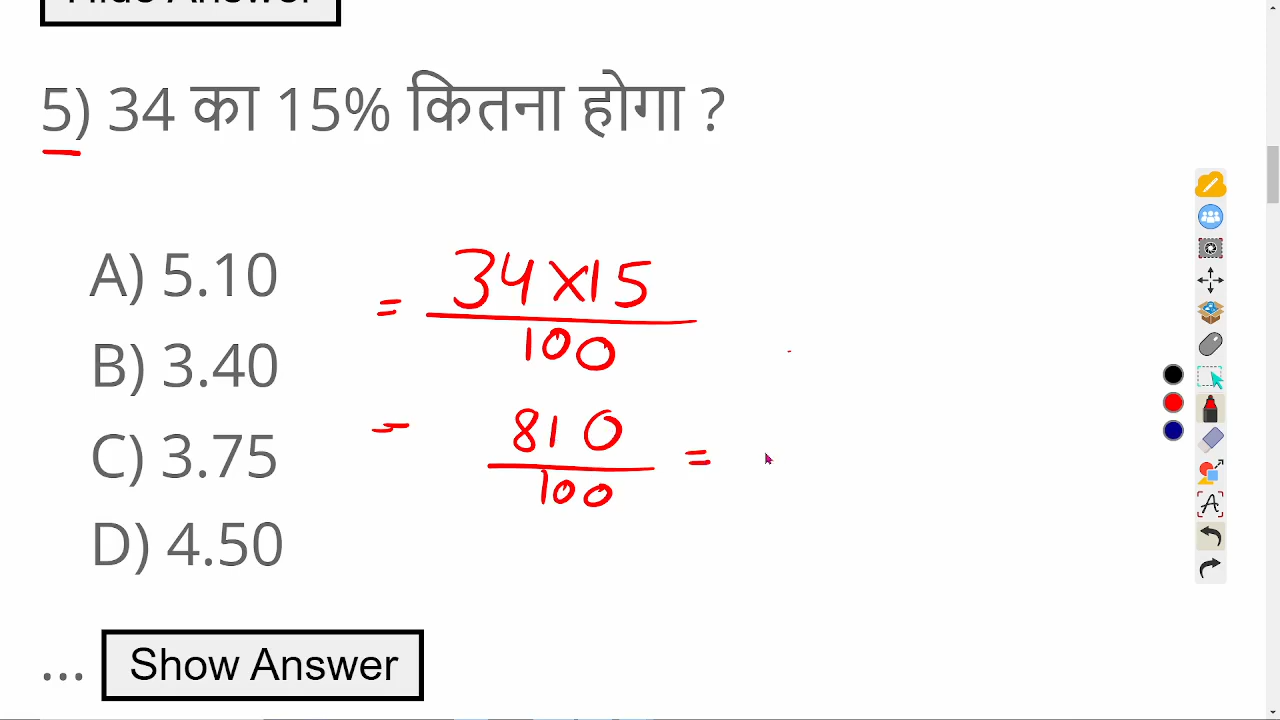 5) 34 का 15% कितना होगा ?
A) 5.10
= 34 x 15
100
B) 3.40
= 810
100 =
C) 3.75
D) 4.50
... Show Answer